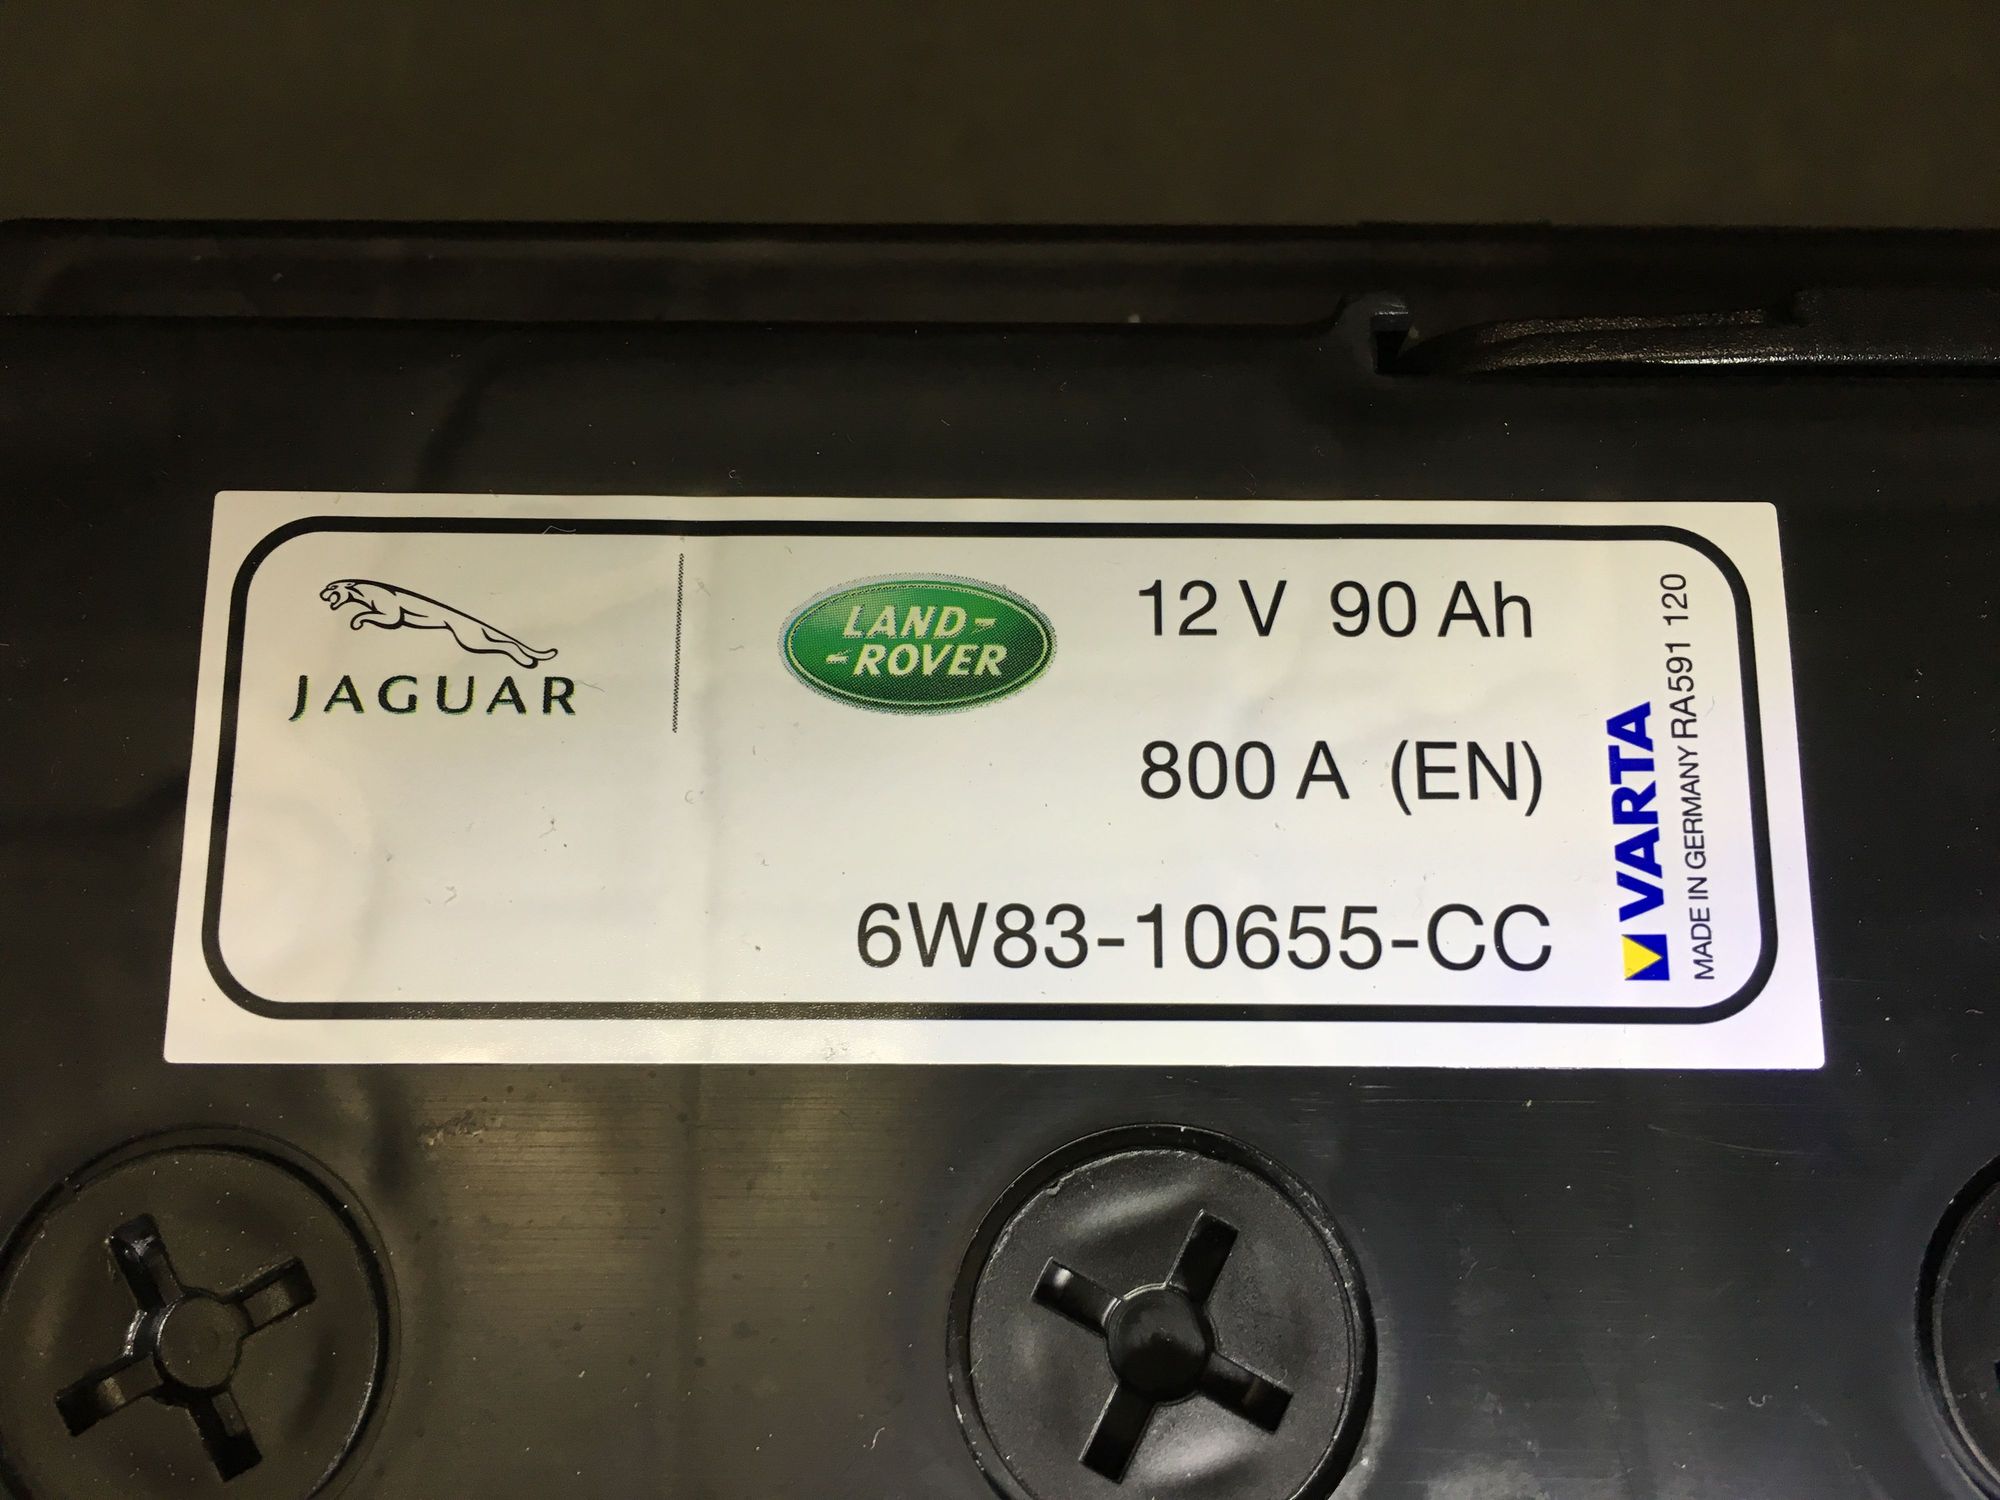 JAGUAR
LAND-
-ROVER
12 V 90 Ah
800 A (EN)
6W83-10655-CC
VARTA
MADE IN GERMANY RA591 120